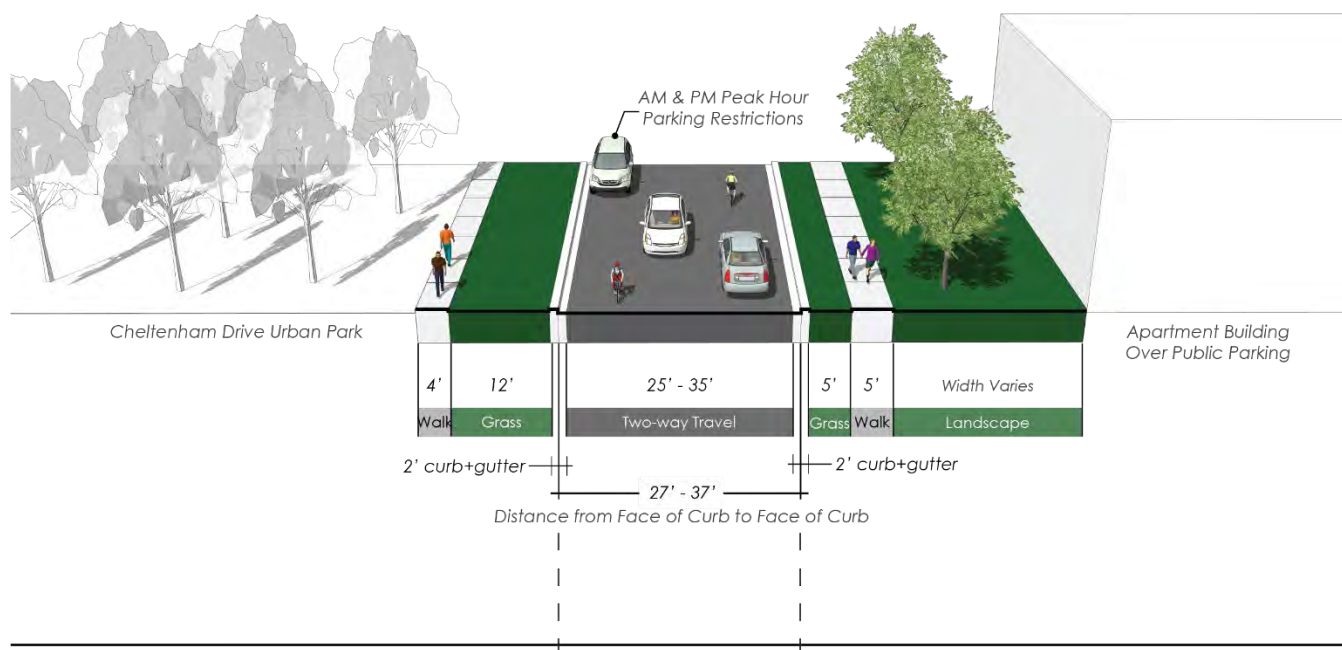 AM & PM Peak Hour
Parking Restrictions
Cheltenham Drive Urban Park
Apartment Building
Over Public Parking
4’
12’
25’ - 35’
5’
5’
Width Varies
Walk
Grass
Two-way Travel
Grass
Walk
Landscape
2’ curb+gutter
2’ curb+gutter
27’ - 37’
Distance from Face of Curb to Face of Curb